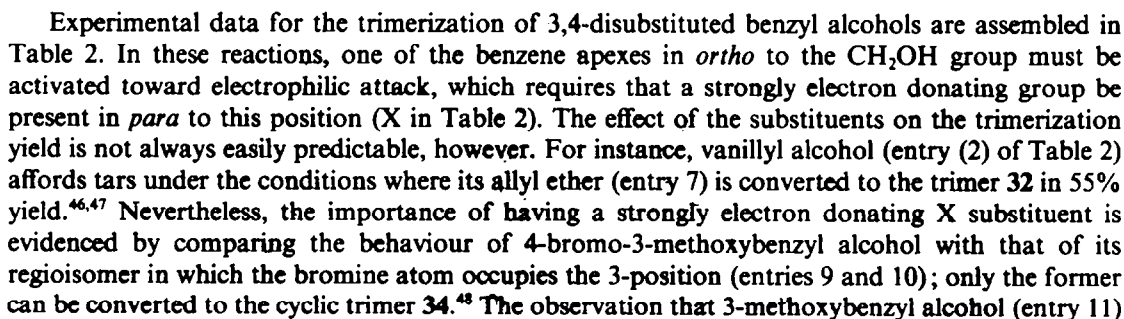 Experimental data for the trimerization of 3,4-disubstituted benzyl alcohols are assembled in
Table 2. In these reactions, one of the benzene apexes in ortho to the CH₂OH group must be
activated toward electrophilic attack, which requires that a strongly electron donating group be
present in para to this position (X in Table 2). The effect of the substituents on the trimerization
yield is not always easily predictable, however. For instance, vanillyl alcohol (entry (2) of Table 2)
affords tars under the conditions where its allyl ether (entry 7) is converted to the trimer 32 in 55%
yield.⁴⁶,⁴⁷ Nevertheless, the importance of having a strongly electron donating X substituent is
evidenced by comparing the behaviour of 4-bromo-3-methoxybenzyl alcohol with that of its
regioisomer in which the bromine atom occupies the 3-position (entries 9 and 10); only the former
can be converted to the cyclic trimer 34.⁴⁸ The observation that 3-methoxybenzyl alcohol (entry 11)